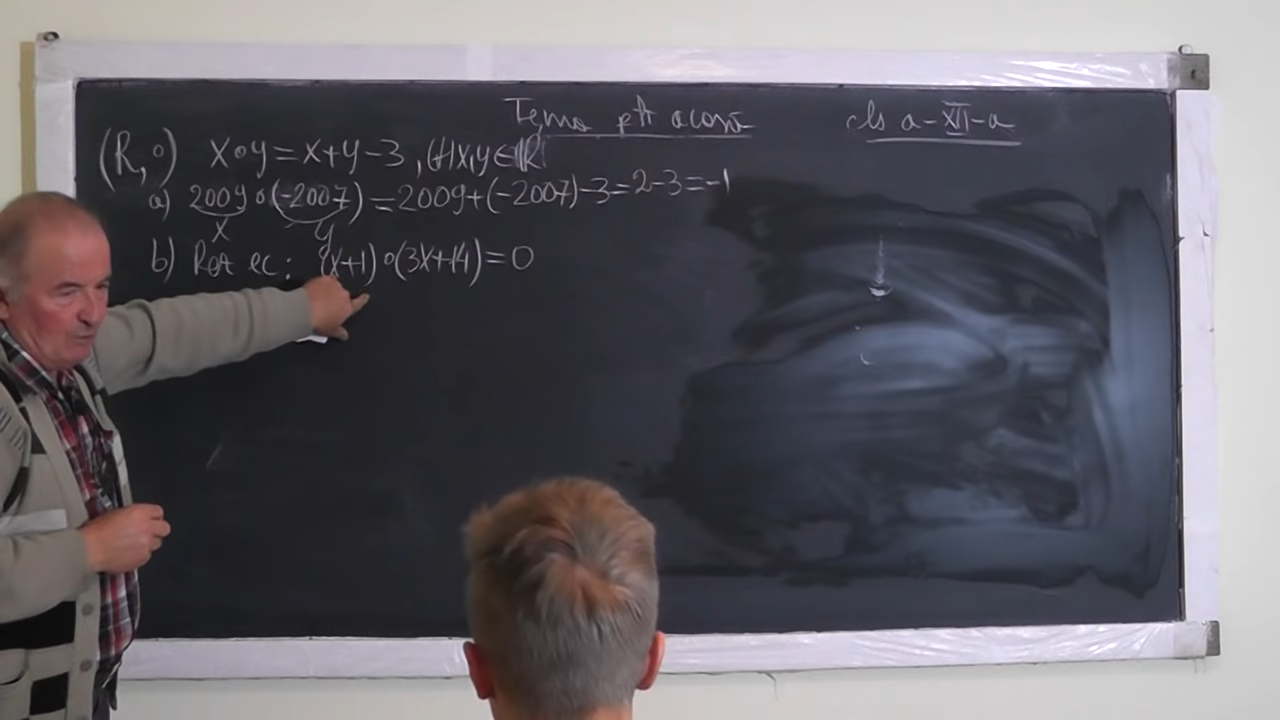 Tema pt acasă cls a-XII-a
(R,∘) x∘y=x+y-3, (∀)x,y∈ℝ
a) 2009∘(-2007)=2009+(-2007)-3=2-3=-1
x y
b) Rez ec: (x+1)∘(3x+14)=0